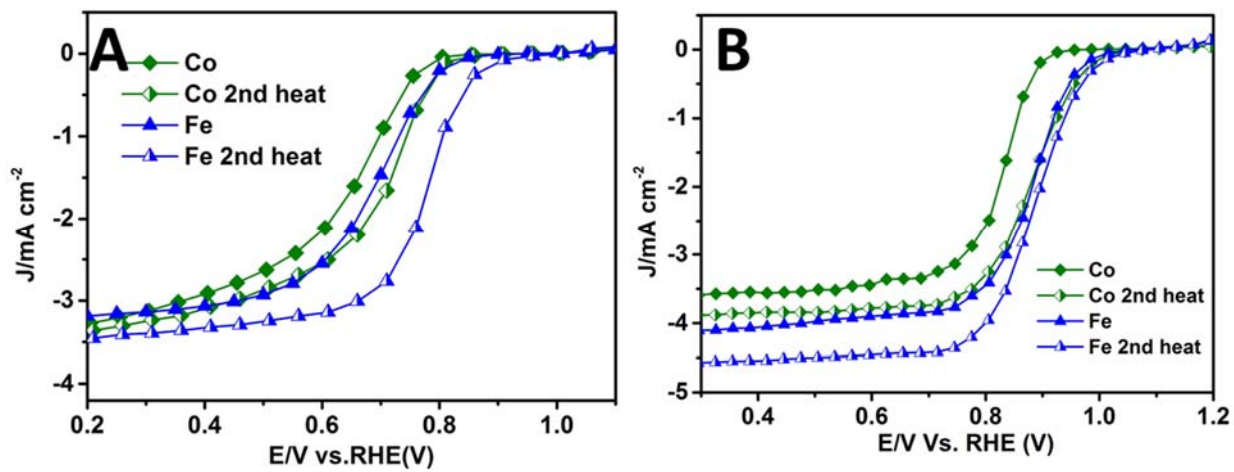 A
Co
Co 2nd heat
Fe
Fe 2nd heat
J/mA cm-2
0
-1
-2
-3
-4
0.2 0.4 0.6 0.8 1.0
E/V vs.RHE(V)
B
Co
Co 2nd heat
Fe
Fe 2nd heat
J/mA cm-2
0
-1
-2
-3
-4
-5
0.4 0.6 0.8 1.0 1.2
E/V Vs. RHE (V)